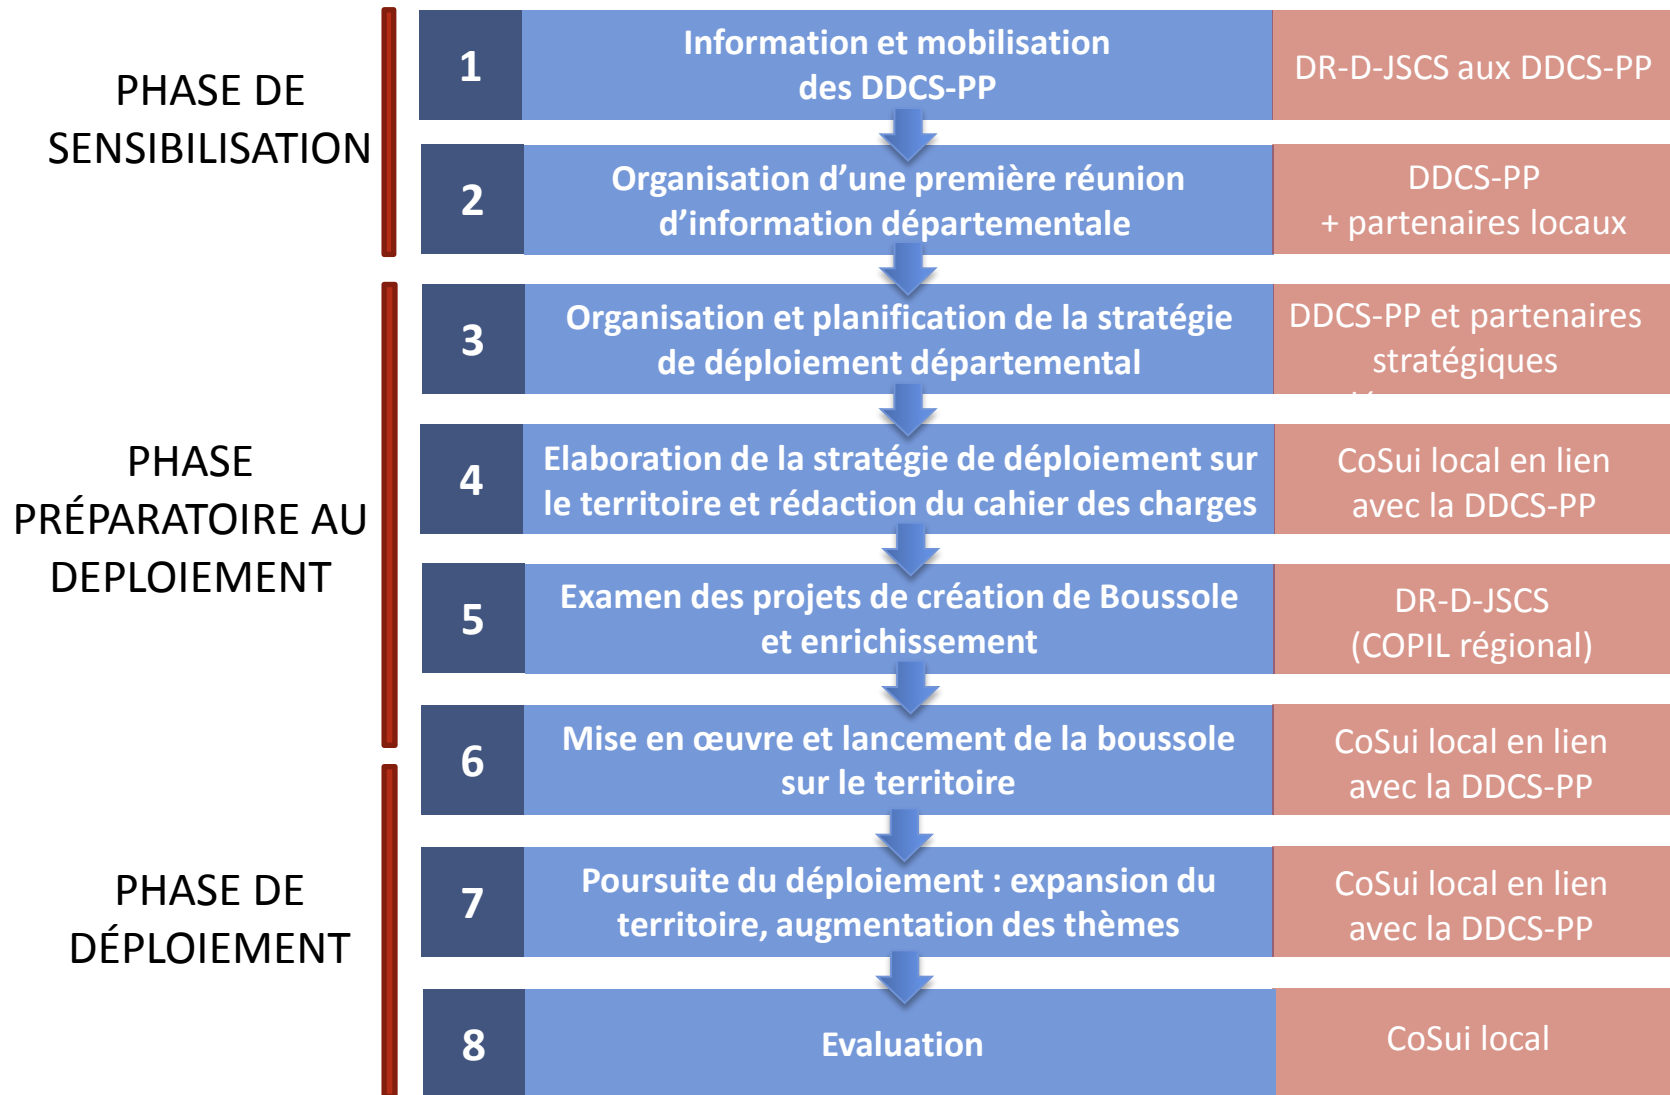 PHASE DE
SENSIBILISATION
1
Information et mobilisation
des DDCS-PP
DR-D-JSCS aux DDCS-PP
2
Organisation d’une première réunion
d’information départementale
DDCS-PP
+ partenaires locaux
PHASE
PRÉPARATOIRE AU
DEPLOIEMENT
3
Organisation et planification de la stratégie
de déploiement départemental
DDCS-PP et partenaires
stratégiques
4
Elaboration de la stratégie de déploiement sur
le territoire et rédaction du cahier des charges
CoSui local en lien
avec la DDCS-PP
5
Examen des projets de création de Boussole
et enrichissement
DR-D-JSCS
(COPIL régional)
6
Mise en œuvre et lancement de la boussole
sur le territoire
CoSui local en lien
avec la DDCS-PP
PHASE DE
DÉPLOIEMENT
7
Poursuite du déploiement : expansion du
territoire, augmentation des thèmes
CoSui local en lien
avec la DDCS-PP
8
Evaluation
CoSui local